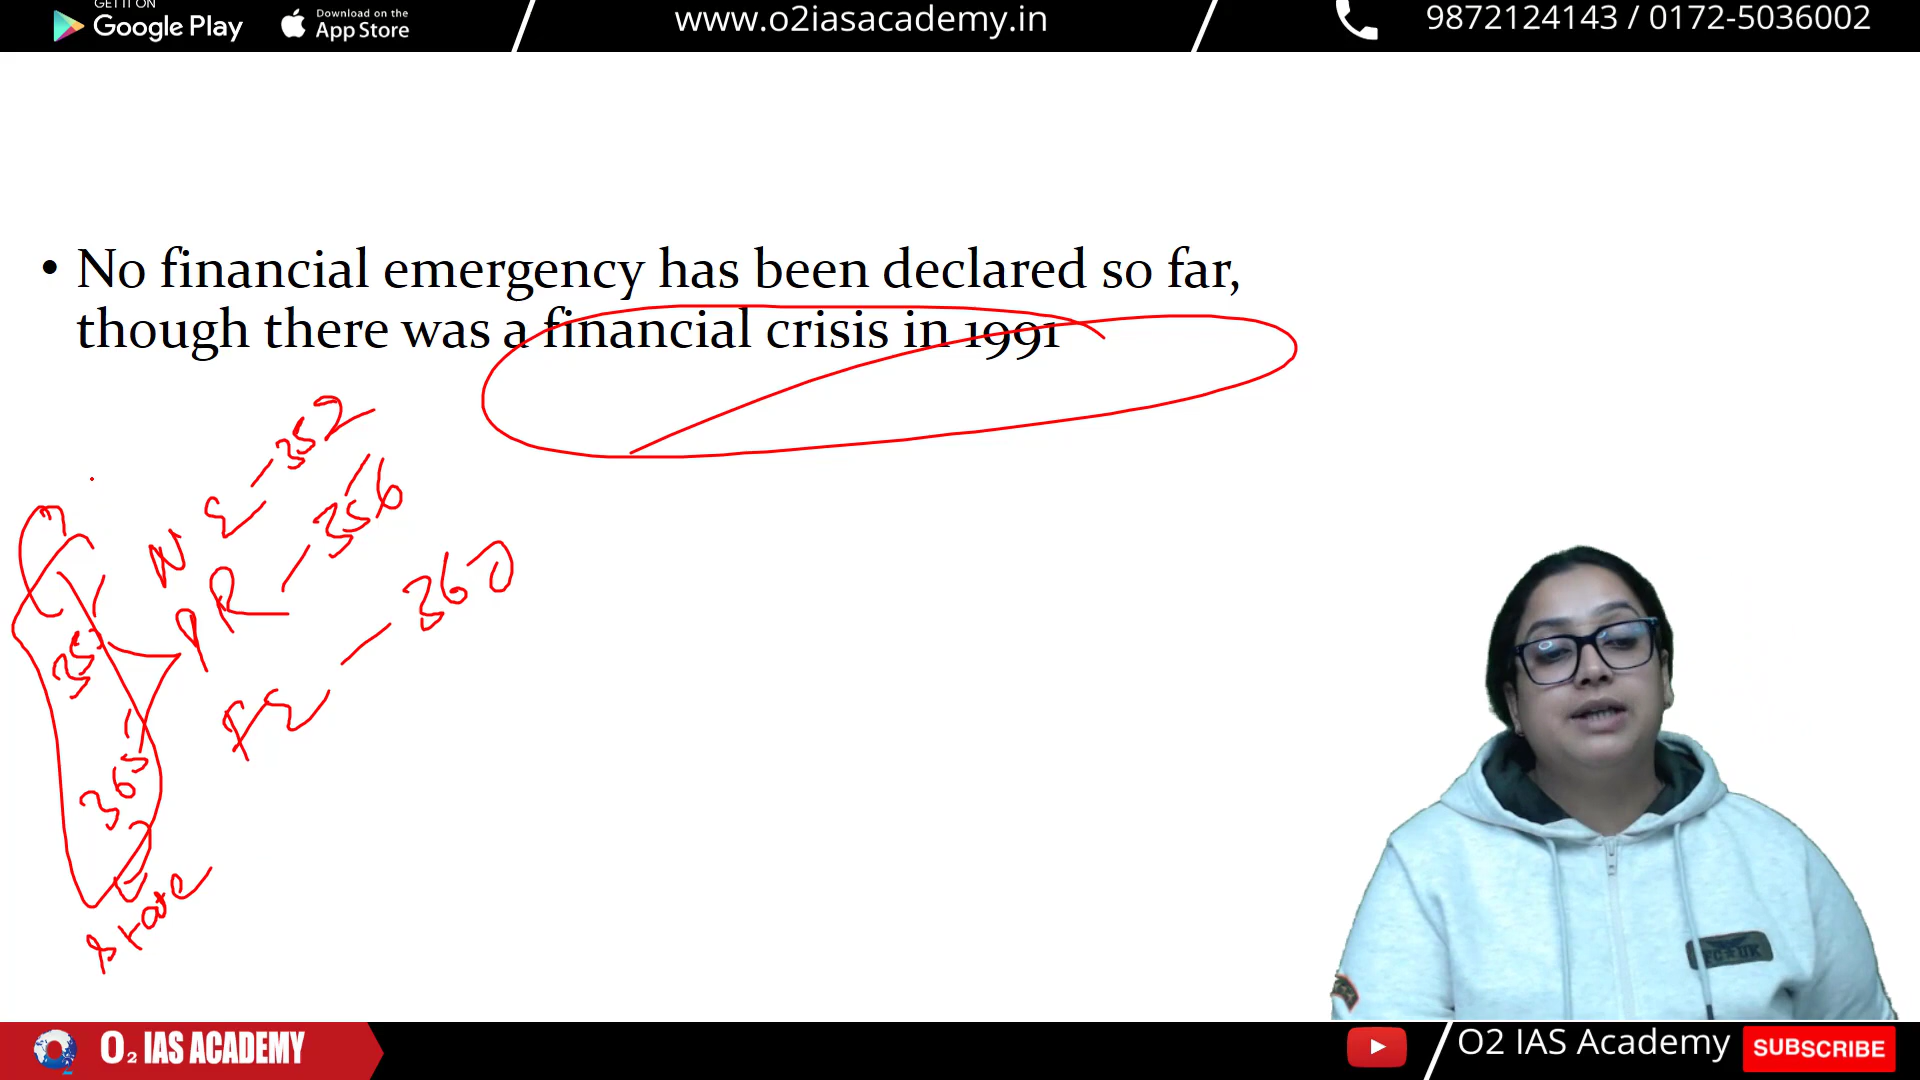 GET IT ON
Google Play
Download on the
App Store
www.o2iasacademy.in
9872124143 / 0172-5036002
• No financial emergency has been declared so far,
though there was a financial crisis in 1991
N E - 352
PR - 356
FE - 360
365
state
O2 IAS ACADEMY
O2 IAS Academy
SUBSCRIBE